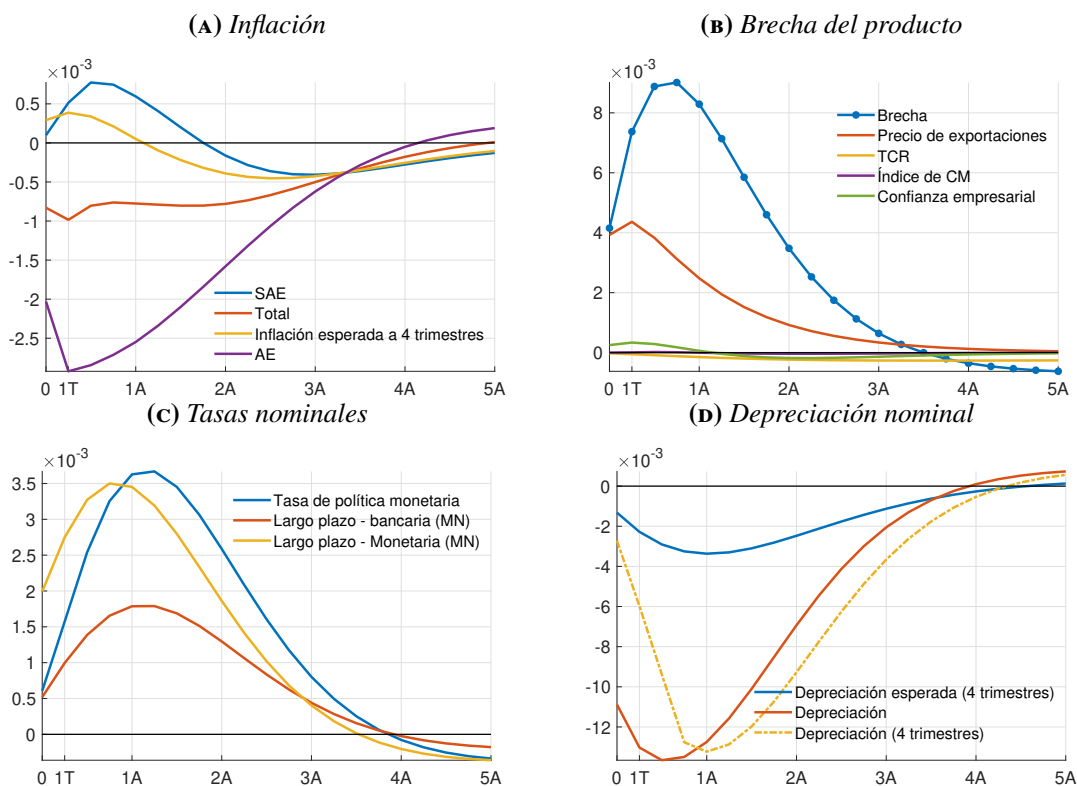 (A) Inflación
×10⁻³
0.5
0
-0.5
-1
-1.5
-2
-2.5
SAE
Total
Inflación esperada a 4 trimestres
AE
0 1T 1A 2A 3A 4A 5A
(B) Brecha del producto
×10⁻³
8
6
4
2
0
Brecha
Precio de exportaciones
TCR
Índice de CM
Confianza empresarial
0 1T 1A 2A 3A 4A 5A
(C) Tasas nominales
×10⁻³
3.5
3
2.5
2
1.5
1
0.5
0
Tasa de política monetaria
Largo plazo - bancaria (MN)
Largo plazo - Monetaria (MN)
0 1T 1A 2A 3A 4A 5A
(D) Depreciación nominal
×10⁻³
0
-2
-4
-6
-8
-10
-12
Depreciación esperada (4 trimestres)
Depreciación
Depreciación (4 trimestres)
0 1T 1A 2A 3A 4A 5A